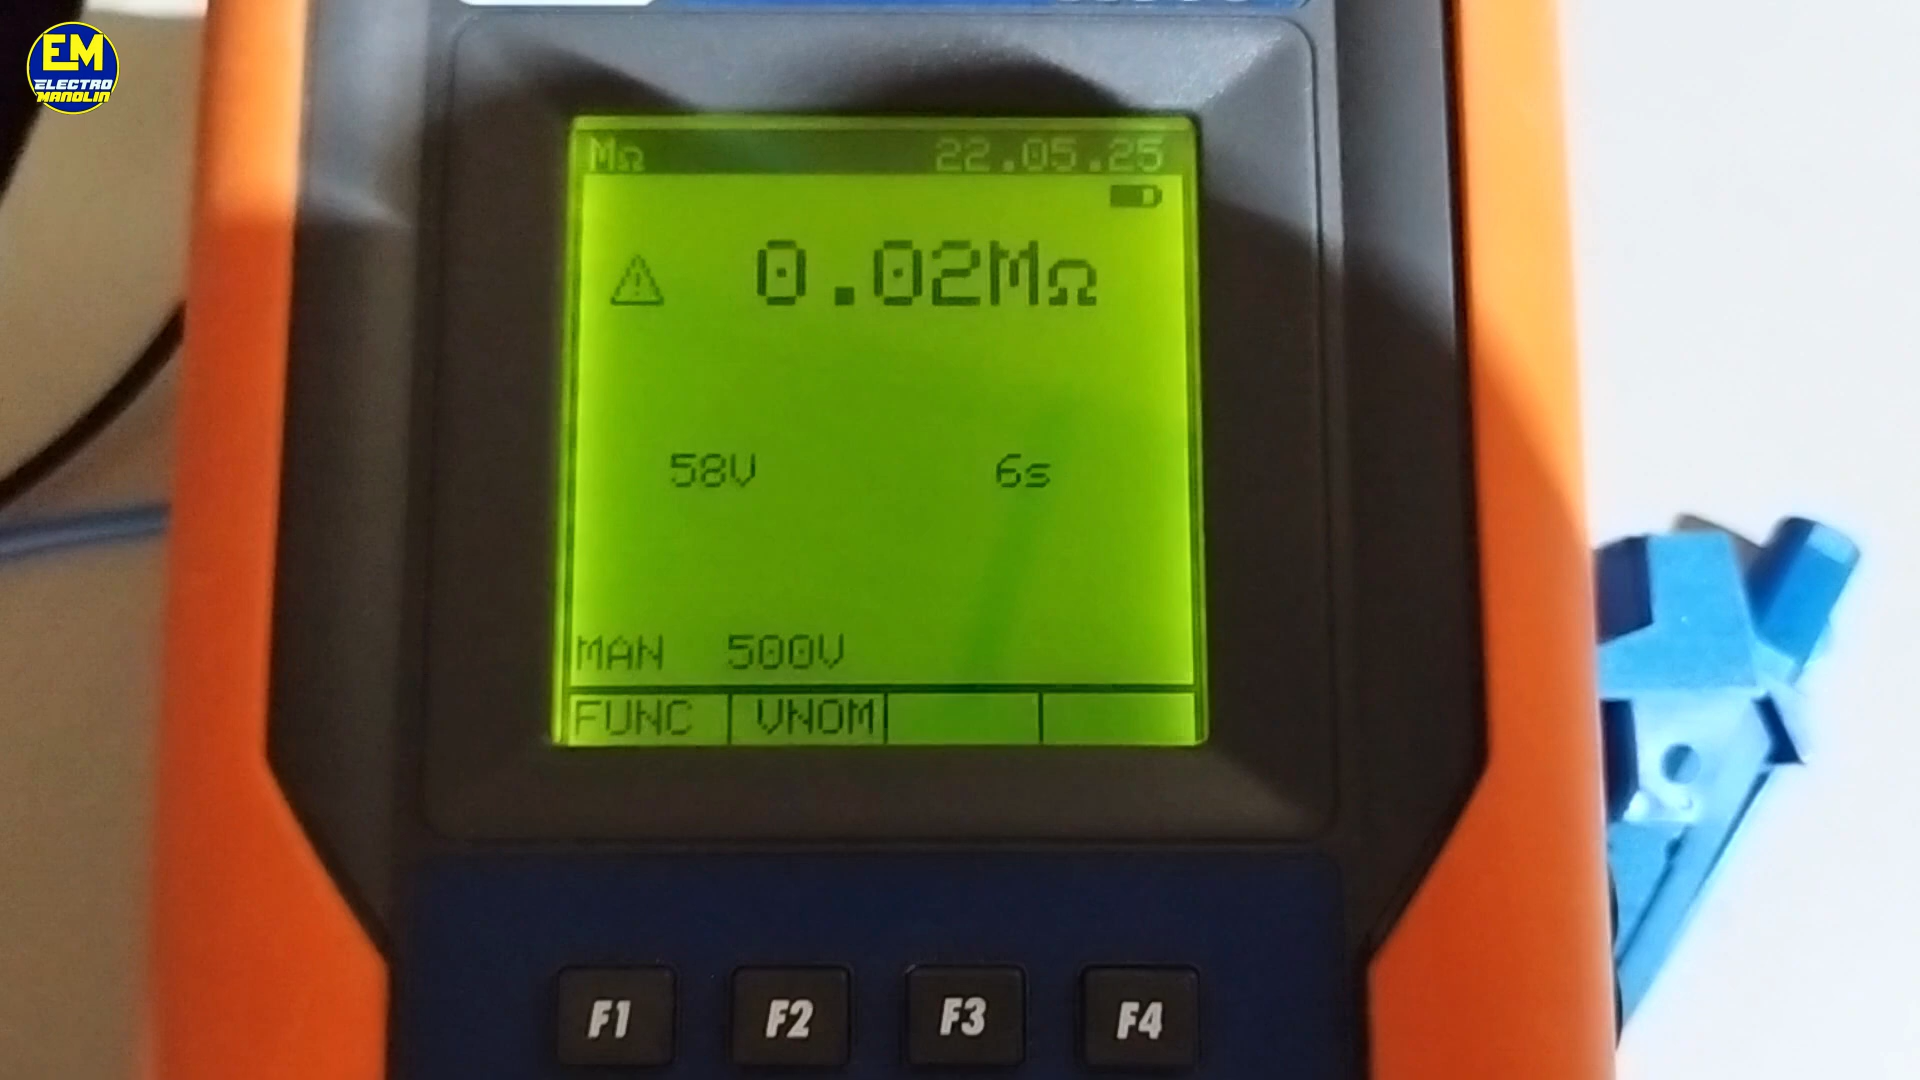 EM
ELECTRO
MANOLIN
MΩ 22.05.25
0.02MΩ
58V 6s
MAN 500V
FUNC VNOM
F1 F2 F3 F4